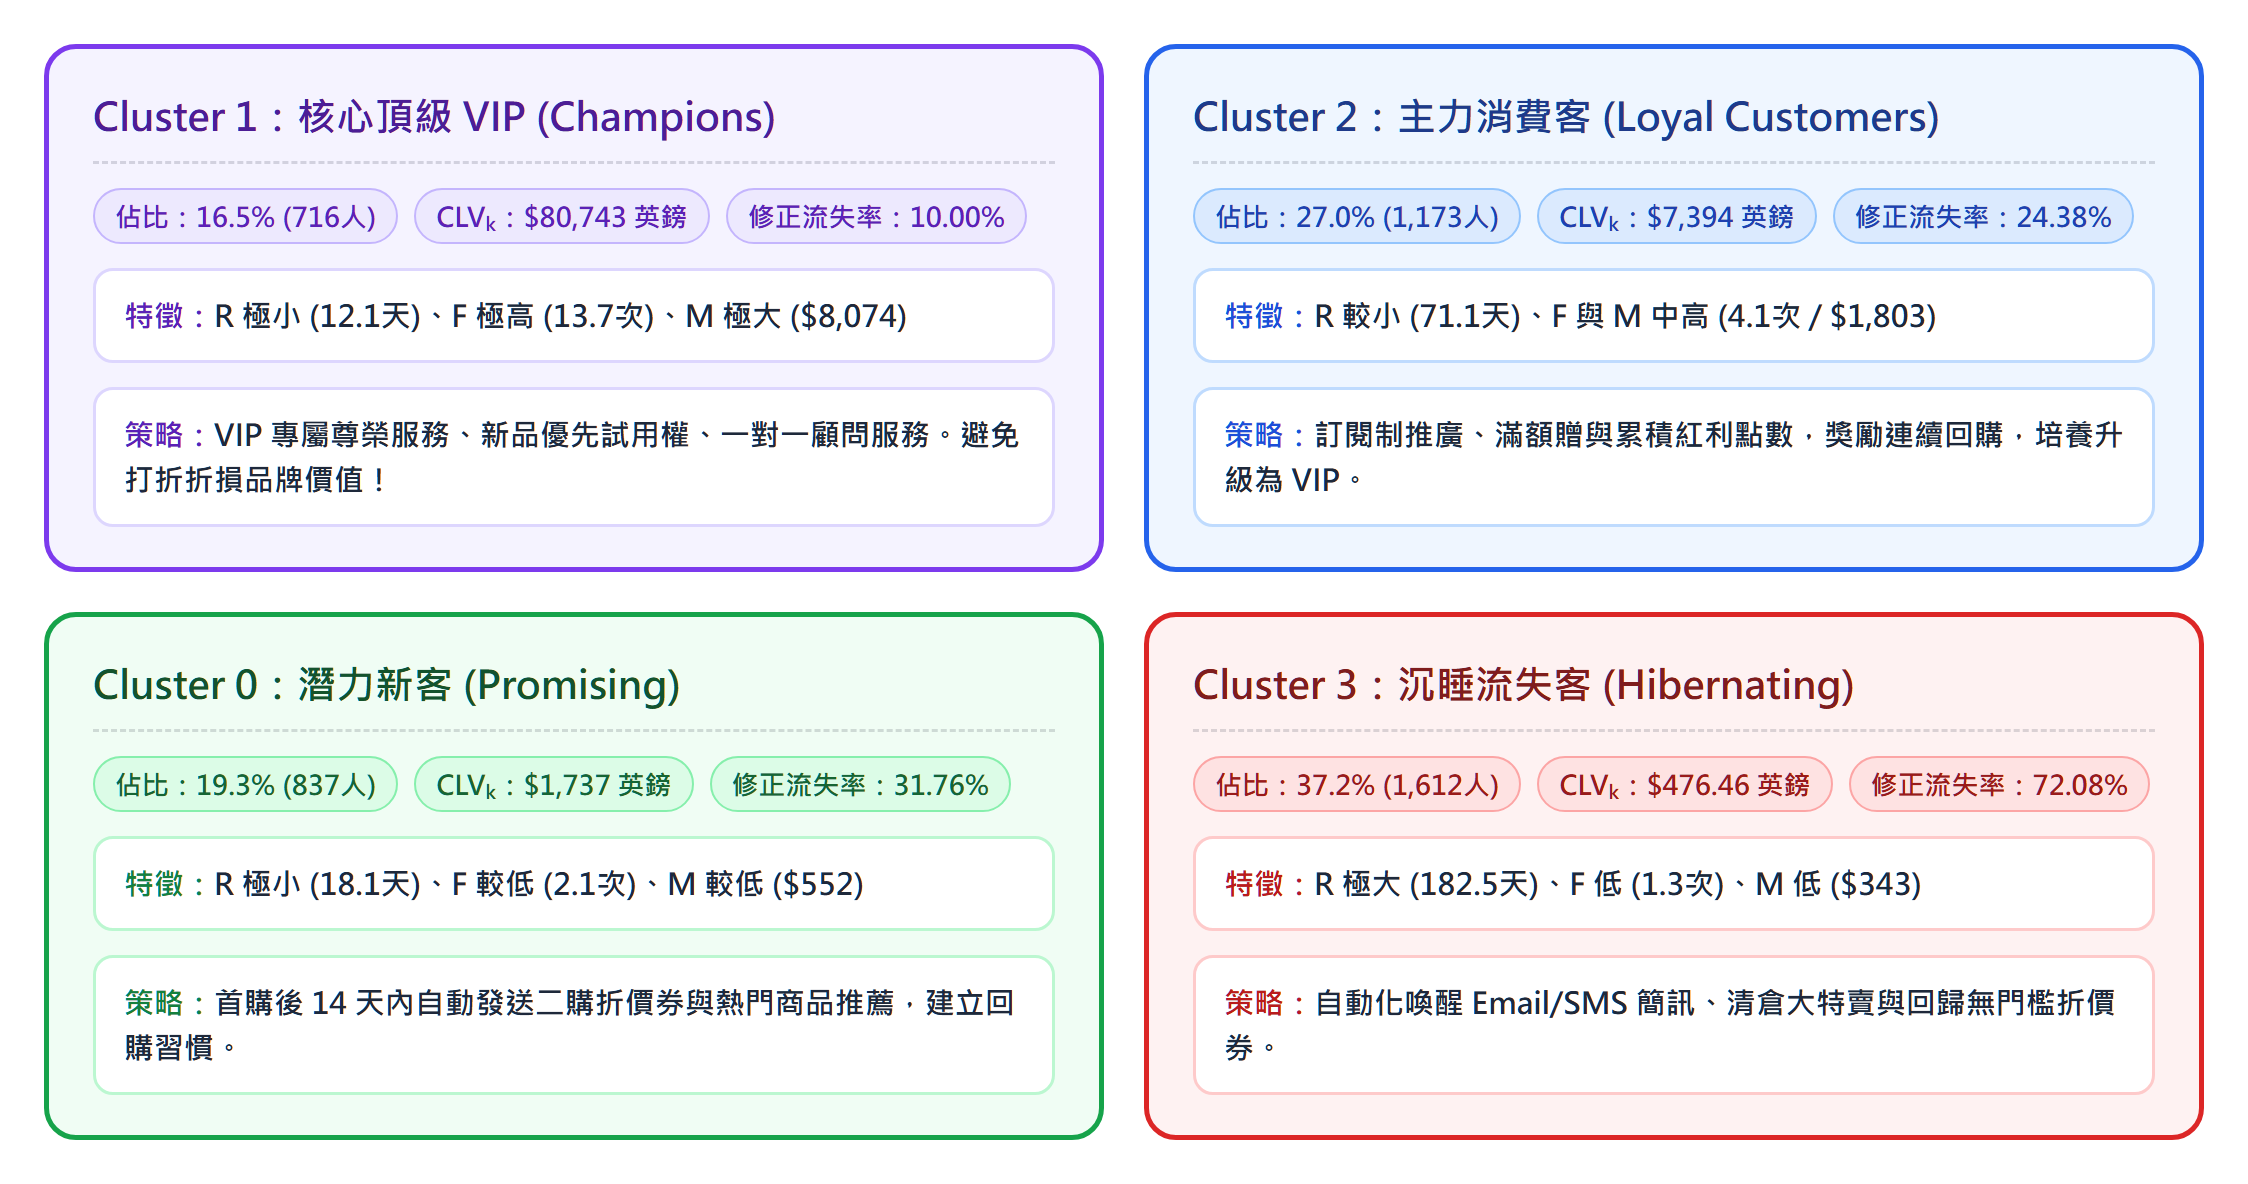 Cluster 1：核心頂級 VIP (Champions)
佔比：16.5% (716人)
CLVk：$80,743 英鎊
修正流失率：10.00%
特徵：R 極小 (12.1天)、F 極高 (13.7次)、M 極大 ($8,074)
策略：VIP 專屬尊榮服務、新品優先試用權、一對一顧問服務。避免
打折折損品牌價值！
Cluster 2：主力消費客 (Loyal Customers)
佔比：27.0% (1,173人)
CLVk：$7,394 英鎊
修正流失率：24.38%
特徵：R 較小 (71.1天)、F 與 M 中高 (4.1次 / $1,803)
策略：訂閱制推廣、滿額贈與累積紅利點數，獎勵連續回購，培養升
級為 VIP。
Cluster 0：潛力新客 (Promising)
佔比：19.3% (837人)
CLVk：$1,737 英鎊
修正流失率：31.76%
特徵：R 極小 (18.1天)、F 較低 (2.1次)、M 較低 ($552)
策略：首購後 14 天內自動發送二購折價券與熱門商品推薦，建立回
購習慣。
Cluster 3：沉睡流失客 (Hibernating)
佔比：37.2% (1,612人)
CLVk：$476.46 英鎊
修正流失率：72.08%
特徵：R 極大 (182.5天)、F 低 (1.3次)、M 低 ($343)
策略：自動化喚醒 Email/SMS 簡訊、清倉大特賣與回歸無門檻折價
券。